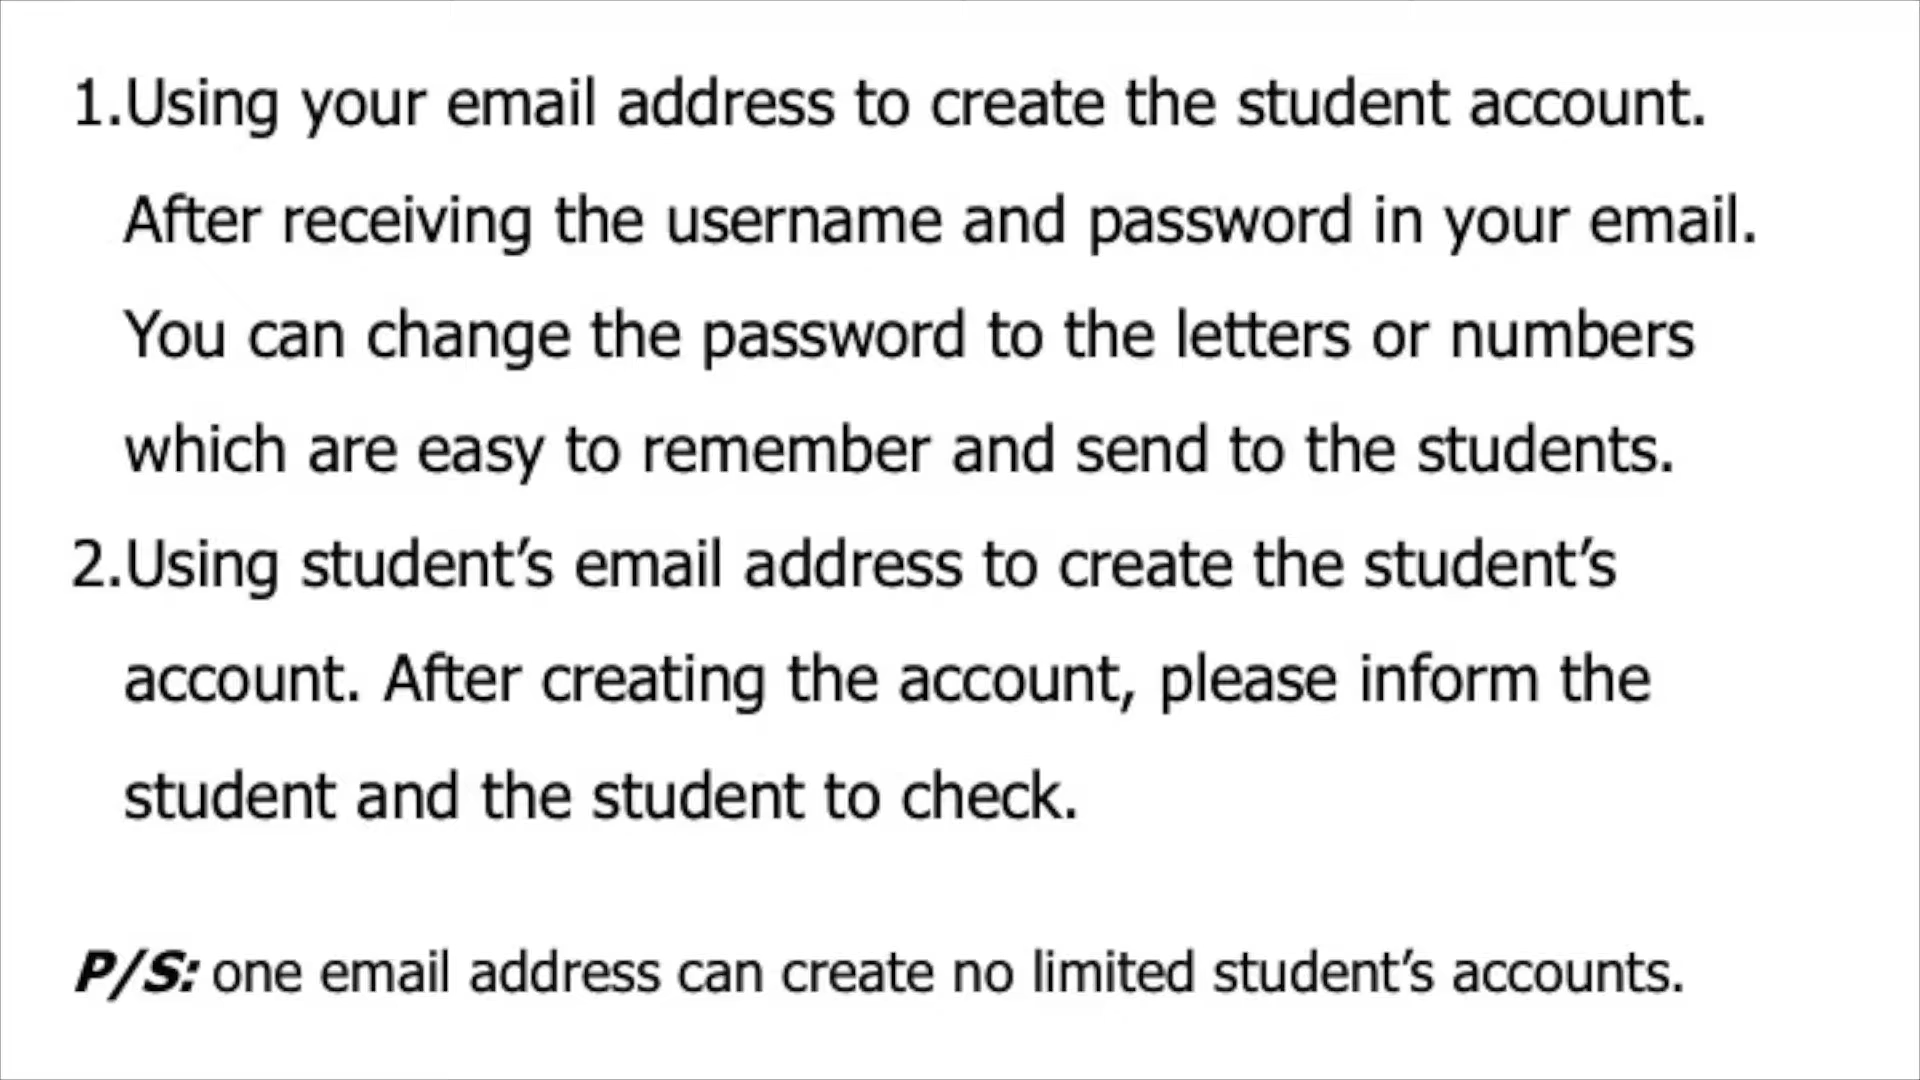 1.Using your email address to create the student account.
After receiving the username and password in your email.
You can change the password to the letters or numbers
which are easy to remember and send to the students.
2.Using student’s email address to create the student’s
account. After creating the account, please inform the
student and the student to check.
P/S: one email address can create no limited student’s accounts.